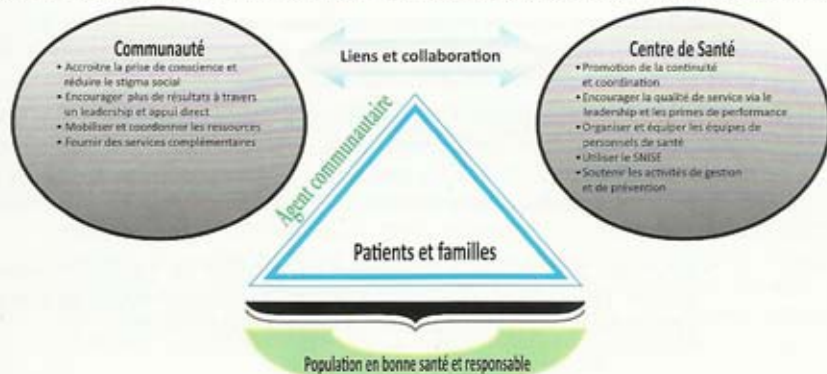 Communauté
• Accroitre la prise de conscience et
réduire le stigma social
• Encourager plus de résultats à travers
un leadership et appui direct
• Mobiliser et coordonner les ressources
• Fournir des services complémentaires
Liens et collaboration
Centre de Santé
• Promotion de la continuité
et coordination
• Encourager la qualité de service via le
leadership et les primes de performance
• Organiser et équiper les équipes de
personnels de santé
• Utiliser le SNISE
• Soutenir les activités de gestion
et de prévention
Agent communautaire
Patients et familles
Population en bonne santé et responsable